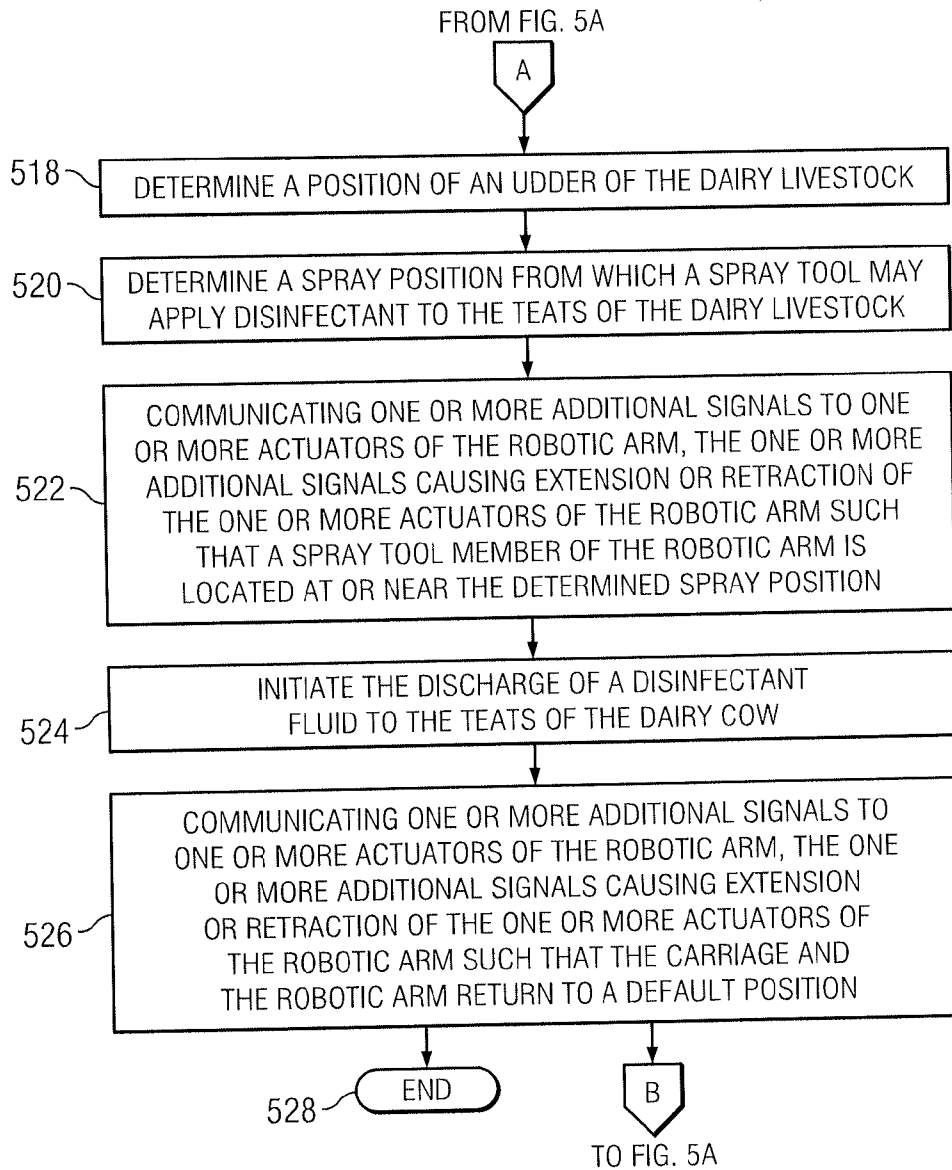 FROM FIG. 5A
A
518
DETERMINE A POSITION OF AN UDDER OF THE DAIRY LIVESTOCK
520
DETERMINE A SPRAY POSITION FROM WHICH A SPRAY TOOL MAY
APPLY DISINFECTANT TO THE TEATS OF THE DAIRY LIVESTOCK
522
COMMUNICATING ONE OR MORE ADDITIONAL SIGNALS TO ONE
OR MORE ACTUATORS OF THE ROBOTIC ARM, THE ONE OR MORE
ADDITIONAL SIGNALS CAUSING EXTENSION OR RETRACTION OF
THE ONE OR MORE ACTUATORS OF THE ROBOTIC ARM SUCH
THAT A SPRAY TOOL MEMBER OF THE ROBOTIC ARM IS
LOCATED AT OR NEAR THE DETERMINED SPRAY POSITION
524
INITIATE THE DISCHARGE OF A DISINFECTANT
FLUID TO THE TEATS OF THE DAIRY COW
526
COMMUNICATING ONE OR MORE ADDITIONAL SIGNALS TO
ONE OR MORE ACTUATORS OF THE ROBOTIC ARM, THE ONE
OR MORE ADDITIONAL SIGNALS CAUSING EXTENSION
OR RETRACTION OF THE ONE OR MORE ACTUATORS OF
THE ROBOTIC ARM SUCH THAT THE CARRIAGE AND
THE ROBOTIC ARM RETURN TO A DEFAULT POSITION
528
END
B
TO FIG. 5A